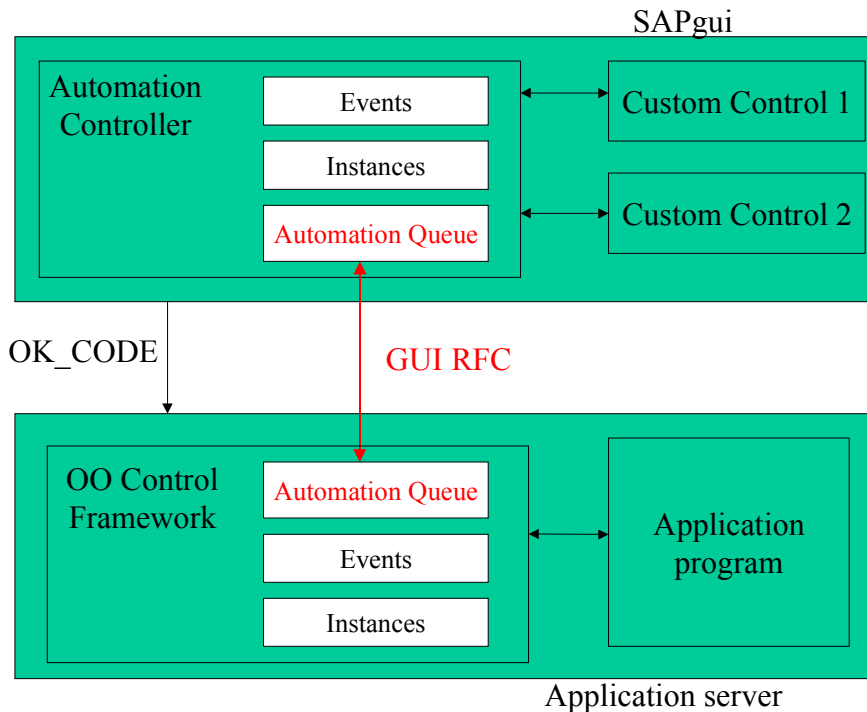 SAPgui
Automation
Controller
Events
Instances
Automation Queue
Custom Control 1
Custom Control 2
OK_CODE
GUI RFC
OO Control
Framework
Automation Queue
Events
Instances
Application
program
Application server